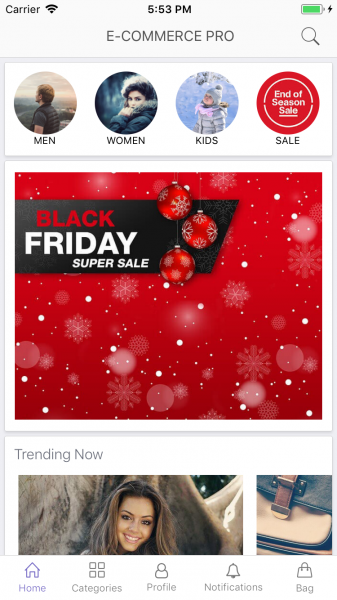 Carrier 5:53 PM
E-COMMERCE PRO
End of
Season
Sale
MEN WOMEN KIDS SALE
BLACK
FRIDAY
SUPER SALE
Trending Now
Home Categories Profile Notifications Bag